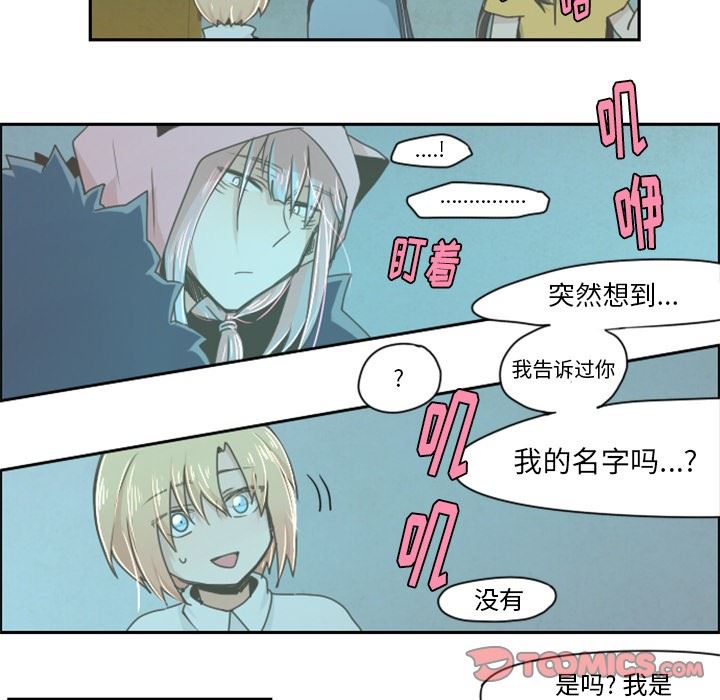 哈
叽
咿
....!
................
盯着
突然想到...
我告诉过你
我的名字吗...?
?
叽
叽
没有
TOOMICS.COM
是吗? 我是